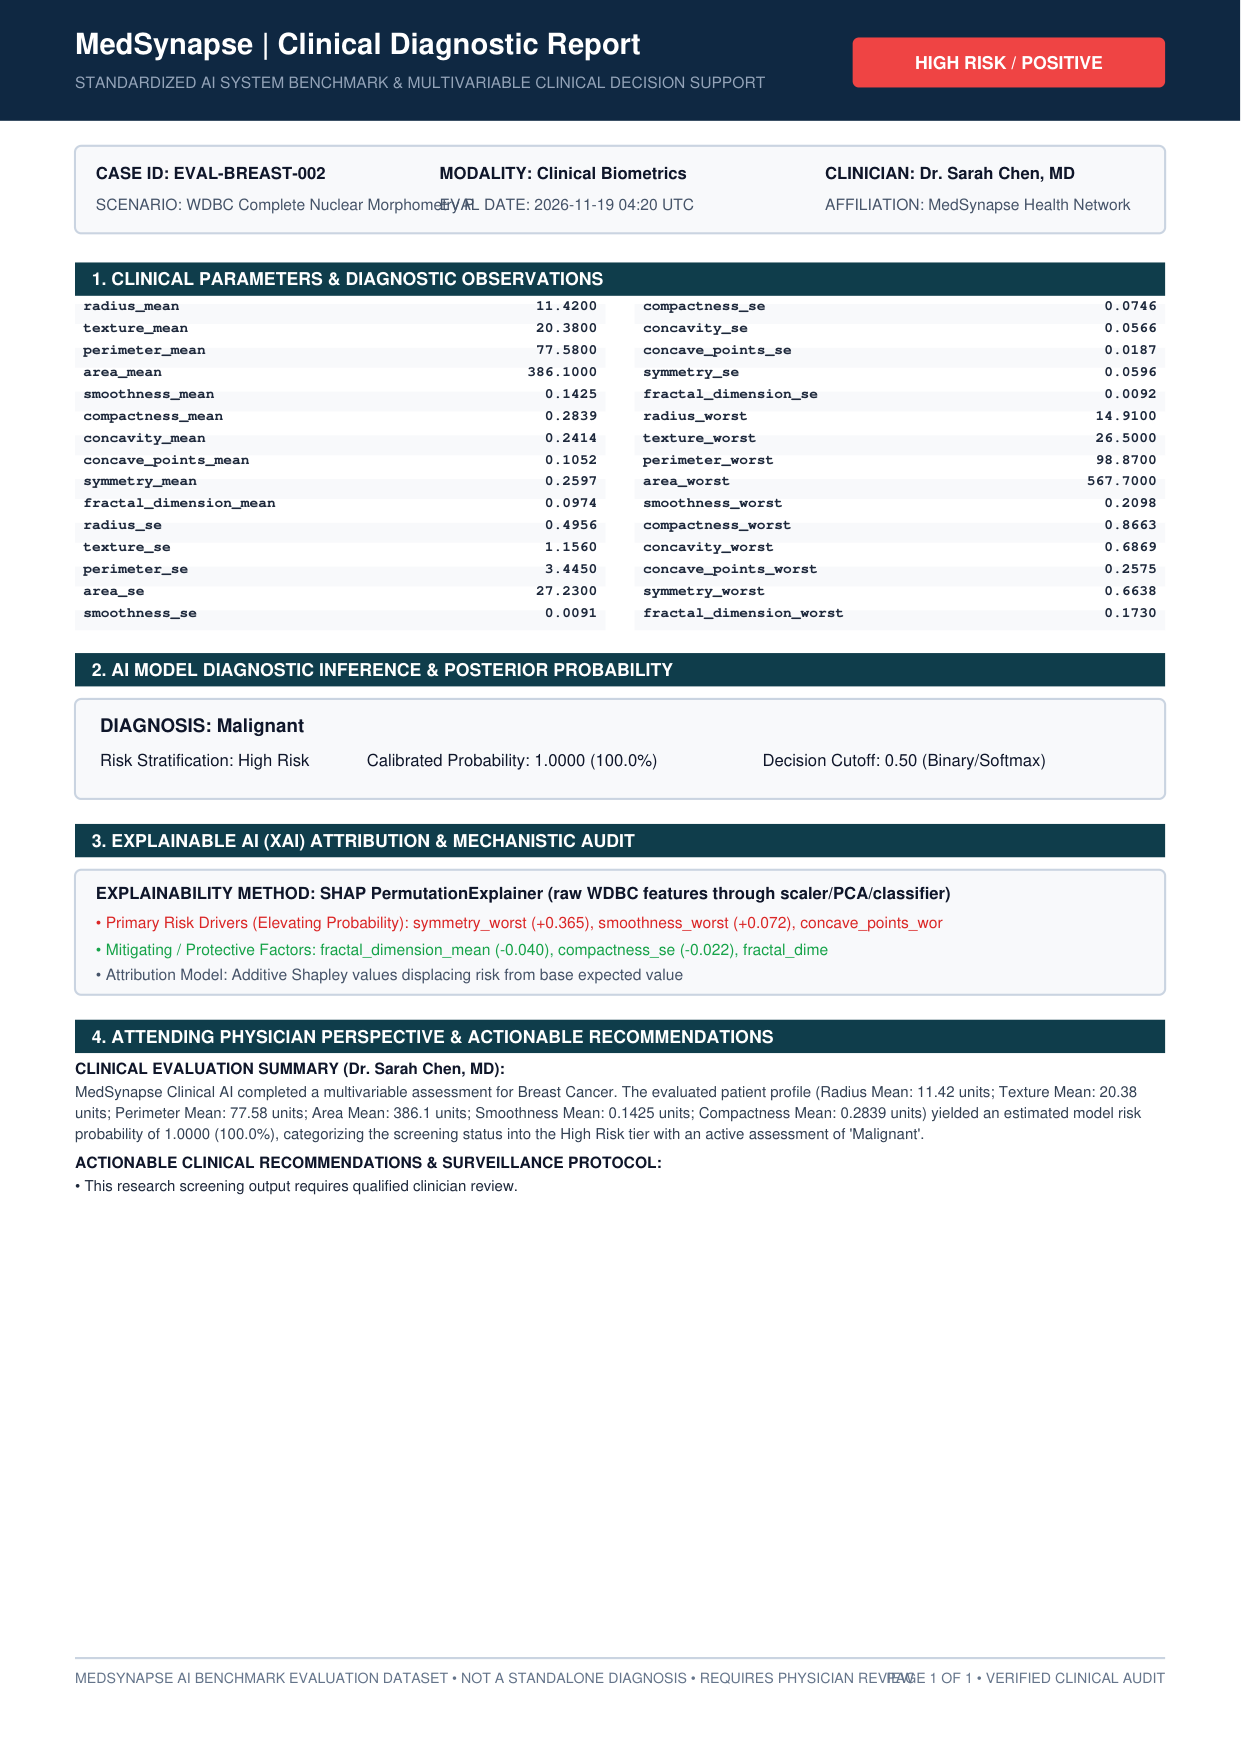 MedSynapse | Clinical Diagnostic Report
STANDARDIZED AI SYSTEM BENCHMARK & MULTIVARIABLE CLINICAL DECISION SUPPORT
HIGH RISK / POSITIVE
CASE ID: EVAL-BREAST-002 MODALITY: Clinical Biometrics CLINICIAN: Dr. Sarah Chen, MD
SCENARIO: WDBC Complete Nuclear Morphometry P EVAL DATE: 2026-11-19 04:20 UTC AFFILIATION: MedSynapse Health Network
1. CLINICAL PARAMETERS & DIAGNOSTIC OBSERVATIONS
radius_mean 11.4200 compactness_se 0.0746
texture_mean 20.3800 concavity_se 0.0566
perimeter_mean 77.5800 concave_points_se 0.0187
area_mean 386.1000 symmetry_se 0.0596
smoothness_mean 0.1425 fractal_dimension_se 0.0092
compactness_mean 0.2839 radius_worst 14.9100
concavity_mean 0.2414 texture_worst 26.5000
concave_points_mean 0.1052 perimeter_worst 98.8700
symmetry_mean 0.2597 area_worst 567.7000
fractal_dimension_mean 0.0974 smoothness_worst 0.2098
radius_se 0.4956 compactness_worst 0.8663
texture_se 1.1560 concavity_worst 0.6869
perimeter_se 3.4450 concave_points_worst 0.2575
area_se 27.2300 symmetry_worst 0.6638
smoothness_se 0.0091 fractal_dimension_worst 0.1730
2. AI MODEL DIAGNOSTIC INFERENCE & POSTERIOR PROBABILITY
DIAGNOSIS: Malignant
Risk Stratification: High Risk Calibrated Probability: 1.0000 (100.0%) Decision Cutoff: 0.50 (Binary/Softmax)
3. EXPLAINABLE AI (XAI) ATTRIBUTION & MECHANISTIC AUDIT
EXPLAINABILITY METHOD: SHAP PermutationExplainer (raw WDBC features through scaler/PCA/classifier)
• Primary Risk Drivers (Elevating Probability): symmetry_worst (+0.365), smoothness_worst (+0.072), concave_points_wor
• Mitigating / Protective Factors: fractal_dimension_mean (-0.040), compactness_se (-0.022), fractal_dime
• Attribution Model: Additive Shapley values displacing risk from base expected value
4. ATTENDING PHYSICIAN PERSPECTIVE & ACTIONABLE RECOMMENDATIONS
CLINICAL EVALUATION SUMMARY (Dr. Sarah Chen, MD):
MedSynapse Clinical AI completed a multivariable assessment for Breast Cancer. The evaluated patient profile (Radius Mean: 11.42 units; Texture Mean: 20.38
units; Perimeter Mean: 77.58 units; Area Mean: 386.1 units; Smoothness Mean: 0.1425 units; Compactness Mean: 0.2839 units) yielded an estimated model risk
probability of 1.0000 (100.0%), categorizing the screening status into the High Risk tier with an active assessment of 'Malignant'.
ACTIONABLE CLINICAL RECOMMENDATIONS & SURVEILLANCE PROTOCOL:
• This research screening output requires qualified clinician review.
MEDSYNAPSE AI BENCHMARK EVALUATION DATASET • NOT A STANDALONE DIAGNOSIS • REQUIRES PHYSICIAN REVIEW PAGE 1 OF 1 • VERIFIED CLINICAL AUDIT